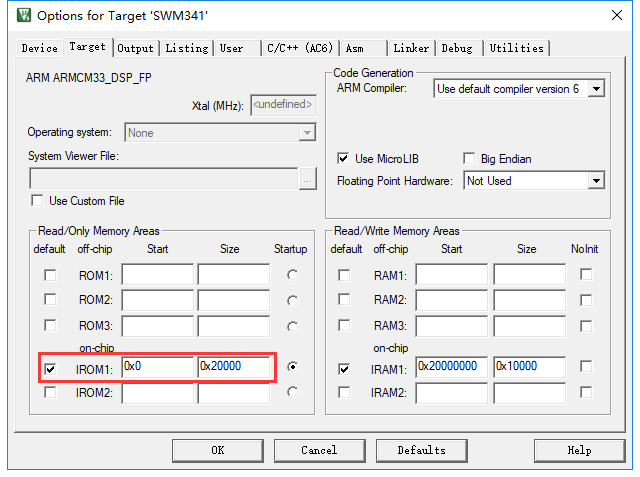 Options for Target 'SWM341'
Device Target Output Listing User C/C++ (AC6) Asm Linker Debug Utilities
ARM ARMCM33_DSP_FP
Xtal (MHz): <undefined>
Operating system: None
System Viewer File:
...
Use Custom File
Code Generation
ARM Compiler: Use default compiler version 6
Use MicroLIB Big Endian
Floating Point Hardware: Not Used
Read/Only Memory Areas
default off-chip Start Size Startup
ROM1:
ROM2:
ROM3:
on-chip
IROM1: 0x0 0x20000
IROM2:
Read/Write Memory Areas
default off-chip Start Size NoInit
RAM1:
RAM2:
RAM3:
on-chip
IRAM1: 0x20000000 0x10000
IRAM2:
OK Cancel Defaults Help